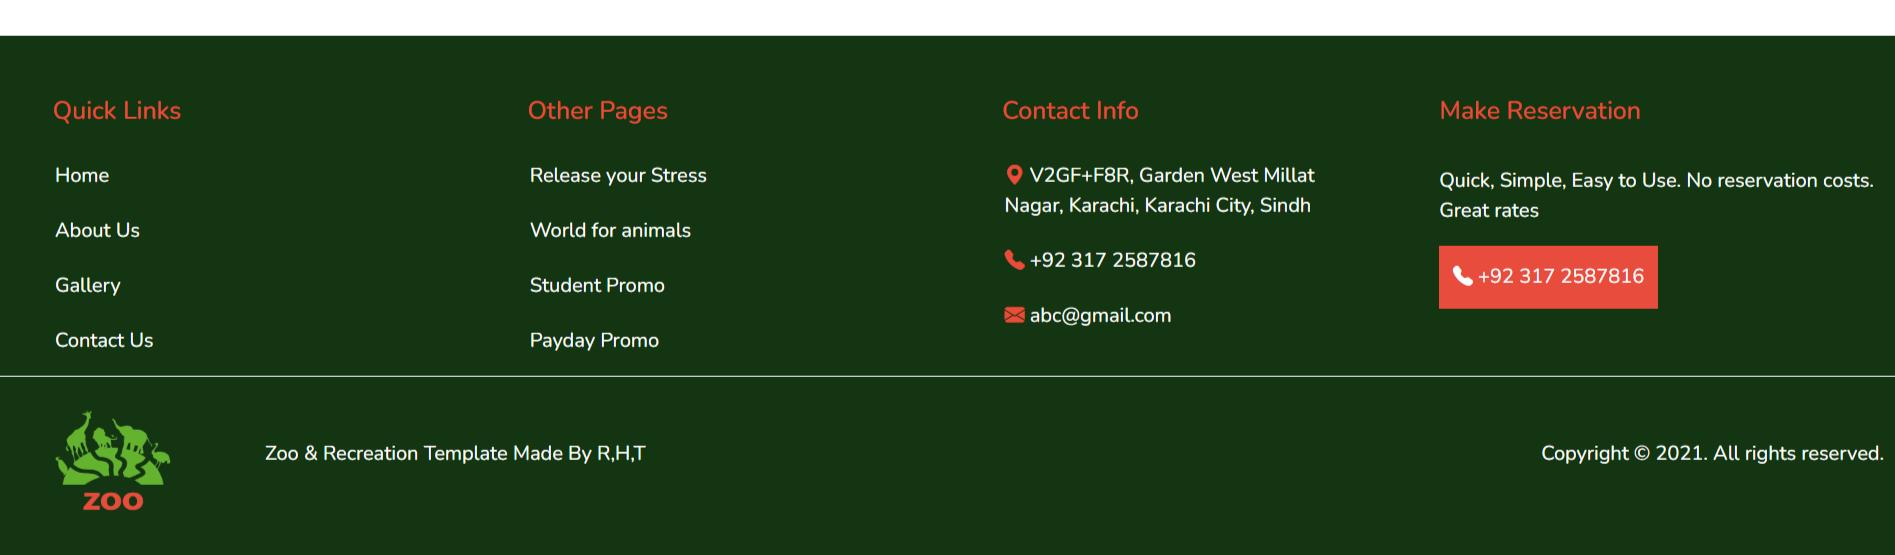 Quick Links
Home
About Us
Gallery
Contact Us
Other Pages
Release your Stress
World for animals
Student Promo
Payday Promo
Contact Info
V2GF+F8R, Garden West Millat
Nagar, Karachi, Karachi City, Sindh
+92 317 2587816
abc@gmail.com
Make Reservation
Quick, Simple, Easy to Use. No reservation costs.
Great rates
+92 317 2587816
ZOO
Zoo & Recreation Template Made By R,H,T
Copyright © 2021. All rights reserved.